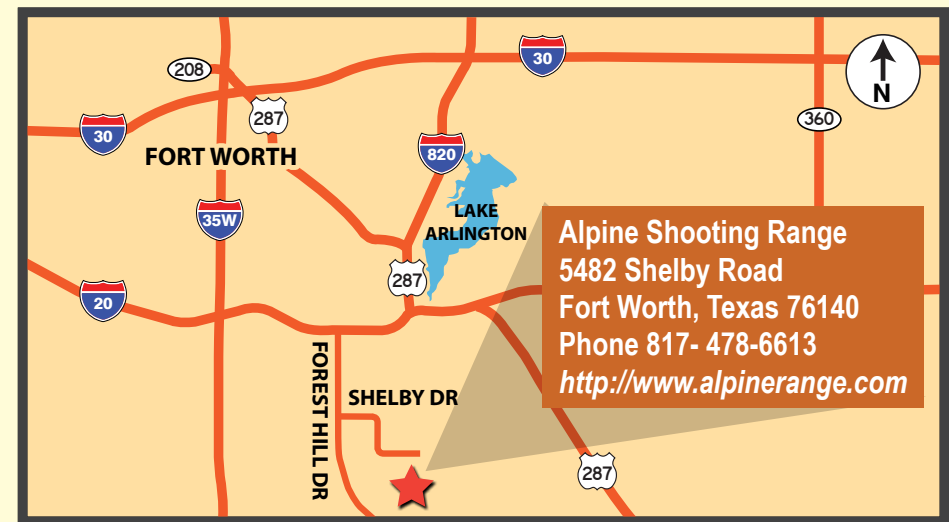 30
208
N
287
360
30
820
FORT WORTH
35W
LAKE
ARLINGTON
Alpine Shooting Range
5482 Shelby Road
Fort Worth, Texas 76140
Phone 817- 478-6613
http://www.alpinerange.com
287
20
FOREST HILL DR
SHELBY DR
287